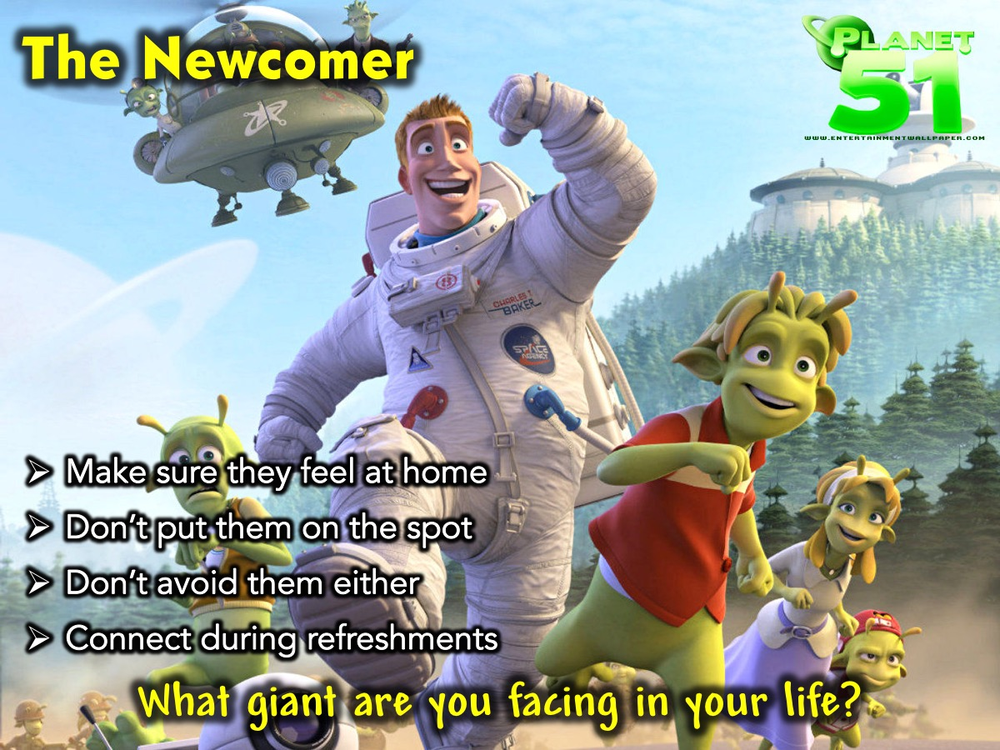 The Newcomer
PLANET
51
WWW.ENTERTAINMENTWALLPAPER.COM
CHARLES T
BAKER
SPACE
AGENCY
➢ Make sure they feel at home
➢ Don’t put them on the spot
➢ Don’t avoid them either
➢ Connect during refreshments
What giant are you facing in your life?